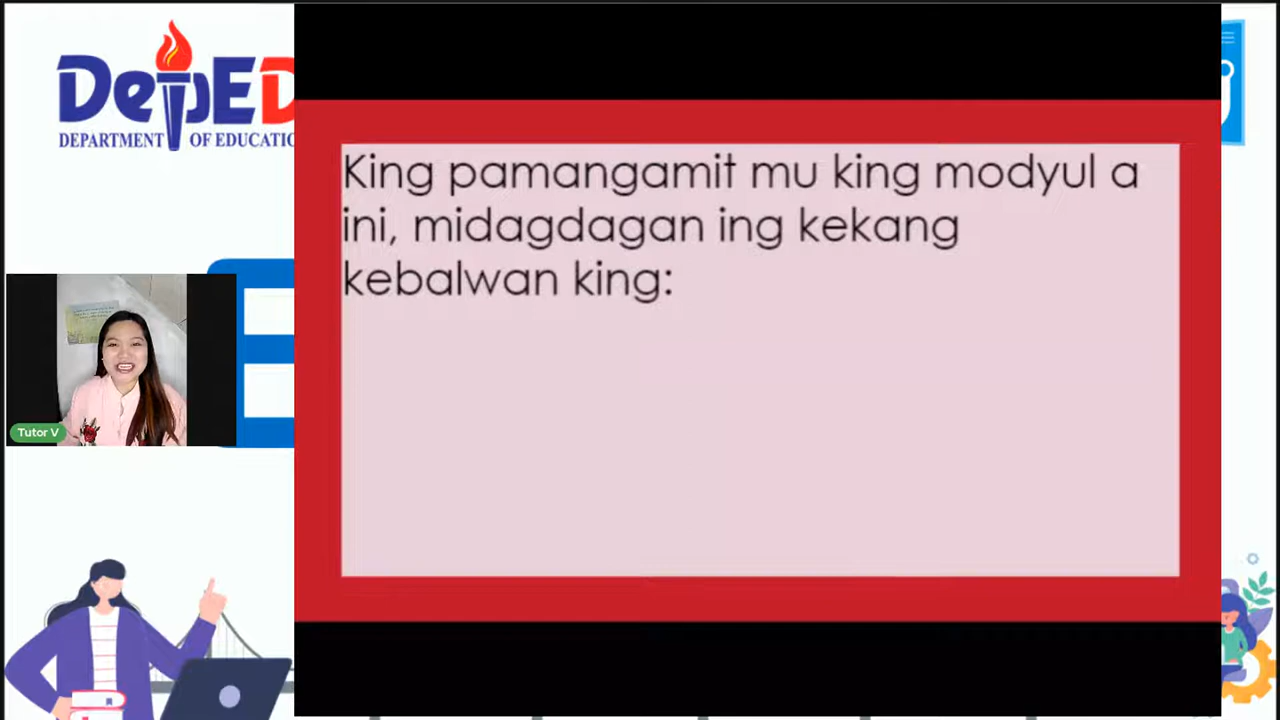 DepED
DEPARTMENT OF EDUCATIO
King pamangamit mu king modyul a
ini, midagdagan ing kekang
kebalwan king:
Tutor V